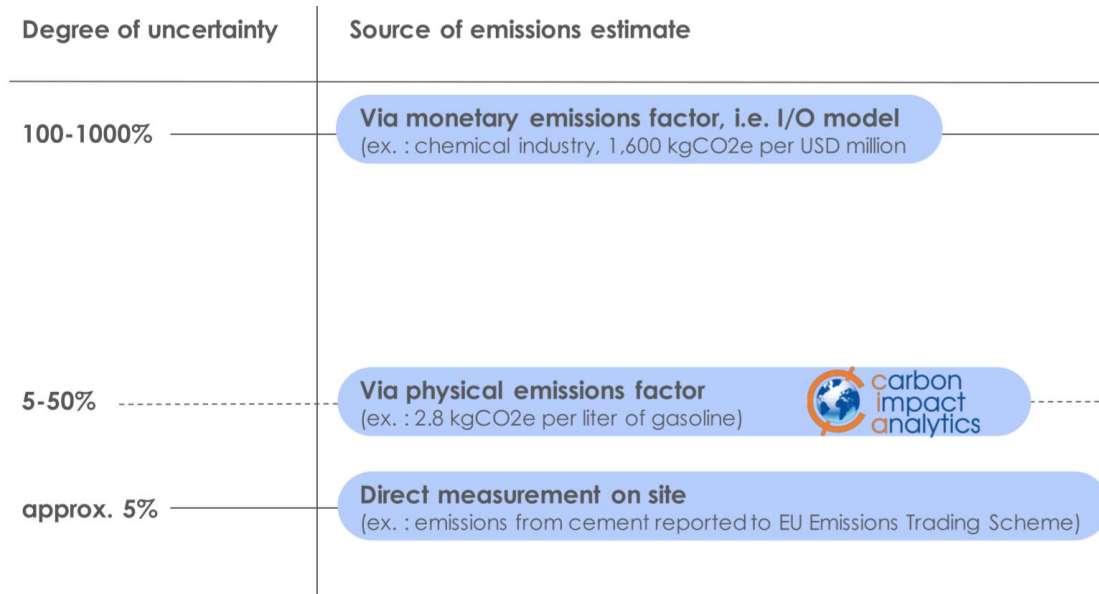 Degree of uncertainty
Source of emissions estimate
100-1000%
Via monetary emissions factor, i.e. I/O model
(ex. : chemical industry, 1,600 kgCO2e per USD million
5-50%
Via physical emissions factor
(ex. : 2.8 kgCO2e per liter of gasoline)
carbon
impact
analytics
approx. 5%
Direct measurement on site
(ex. : emissions from cement reported to EU Emissions Trading Scheme)